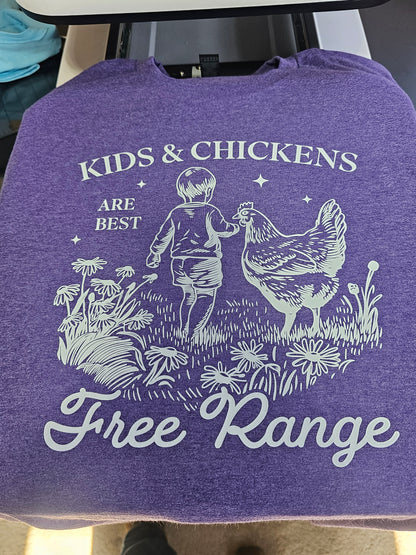 KIDS & CHICKENS
ARE
BEST
Free Range